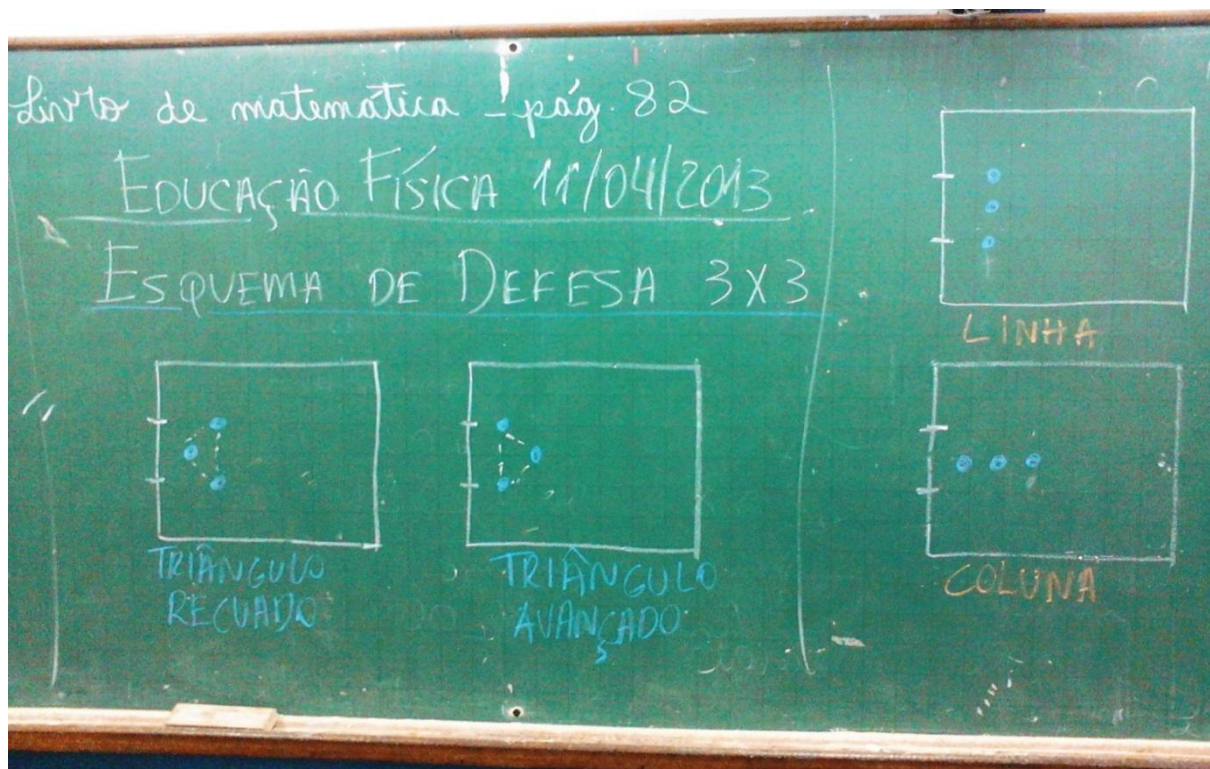 Livro de matematica - pág. 82
EDUCAÇÃO FÍSICA 11/04/2013
ESQUEMA DE DEFESA 3X3
TRIÂNGULO
RECUADO
TRIÂNGULO
AVANÇADO
LINHA
COLUNA